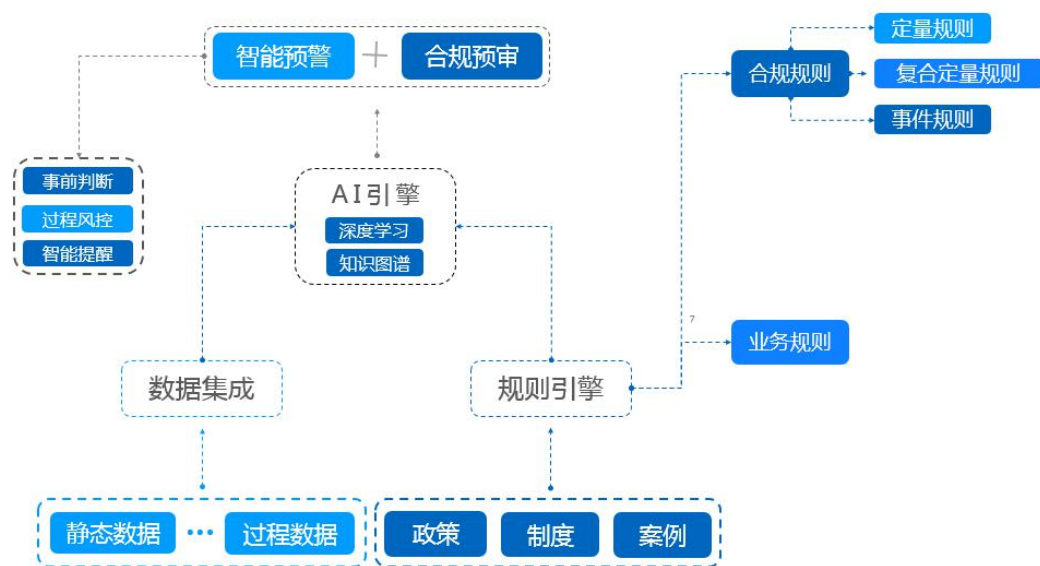 智能预警
合规预审
定量规则
合规规则
复合定量规则
事件规则
事前判断
过程风控
智能提醒
AI引擎
深度学习
知识图谱
7
业务规则
数据集成
规则引擎
静态数据
过程数据
政策
制度
案例